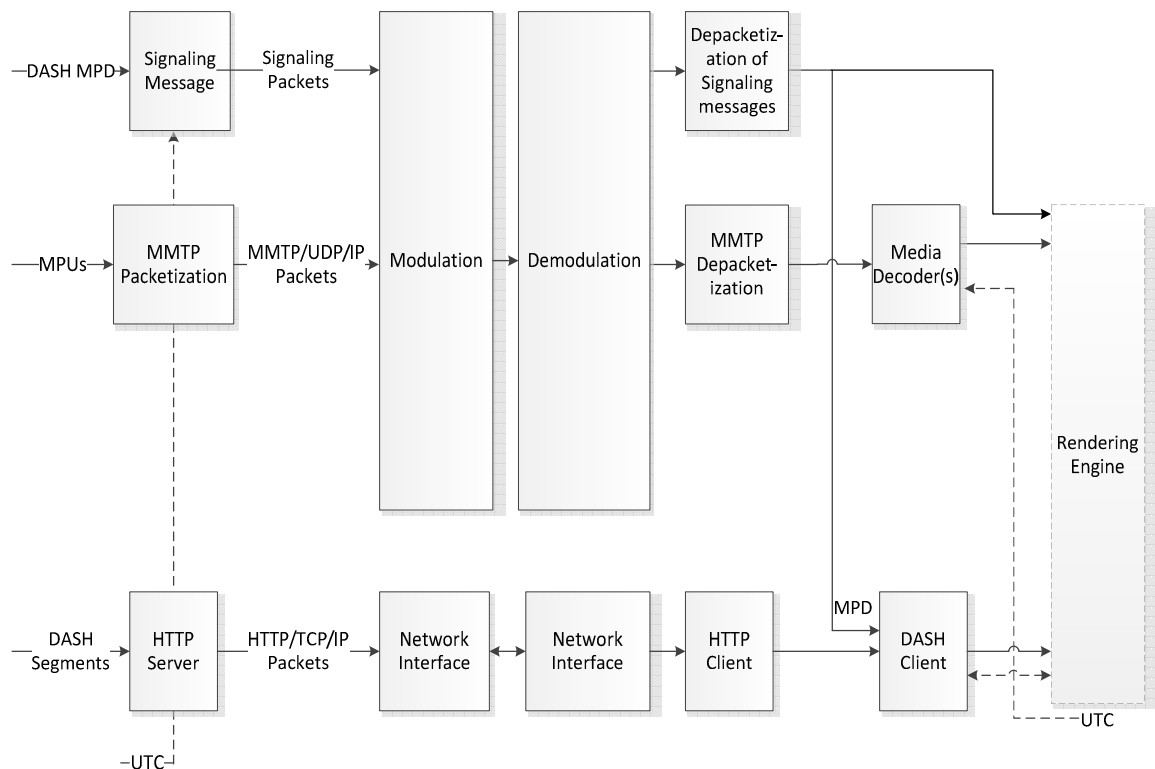 DASH MPD
Signaling
Message
Signaling
Packets
Depacketiz-
ation of
Signaling
messages
MPUs
MMTP
Packetization
MMTP/UDP/IP
Packets
Modulation
Demodulation
MMTP
Depacket-
ization
Media
Decoder(s)
Rendering
Engine
DASH
Segments
HTTP
Server
HTTP/TCP/IP
Packets
Network
Interface
Network
Interface
HTTP
Client
MPD
DASH
Client
UTC
UTC